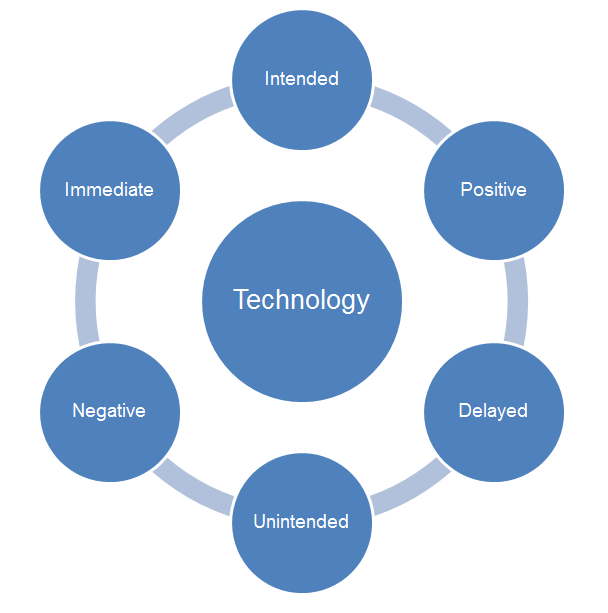 Intended
Immediate
Positive
Technology
Negative
Delayed
Unintended